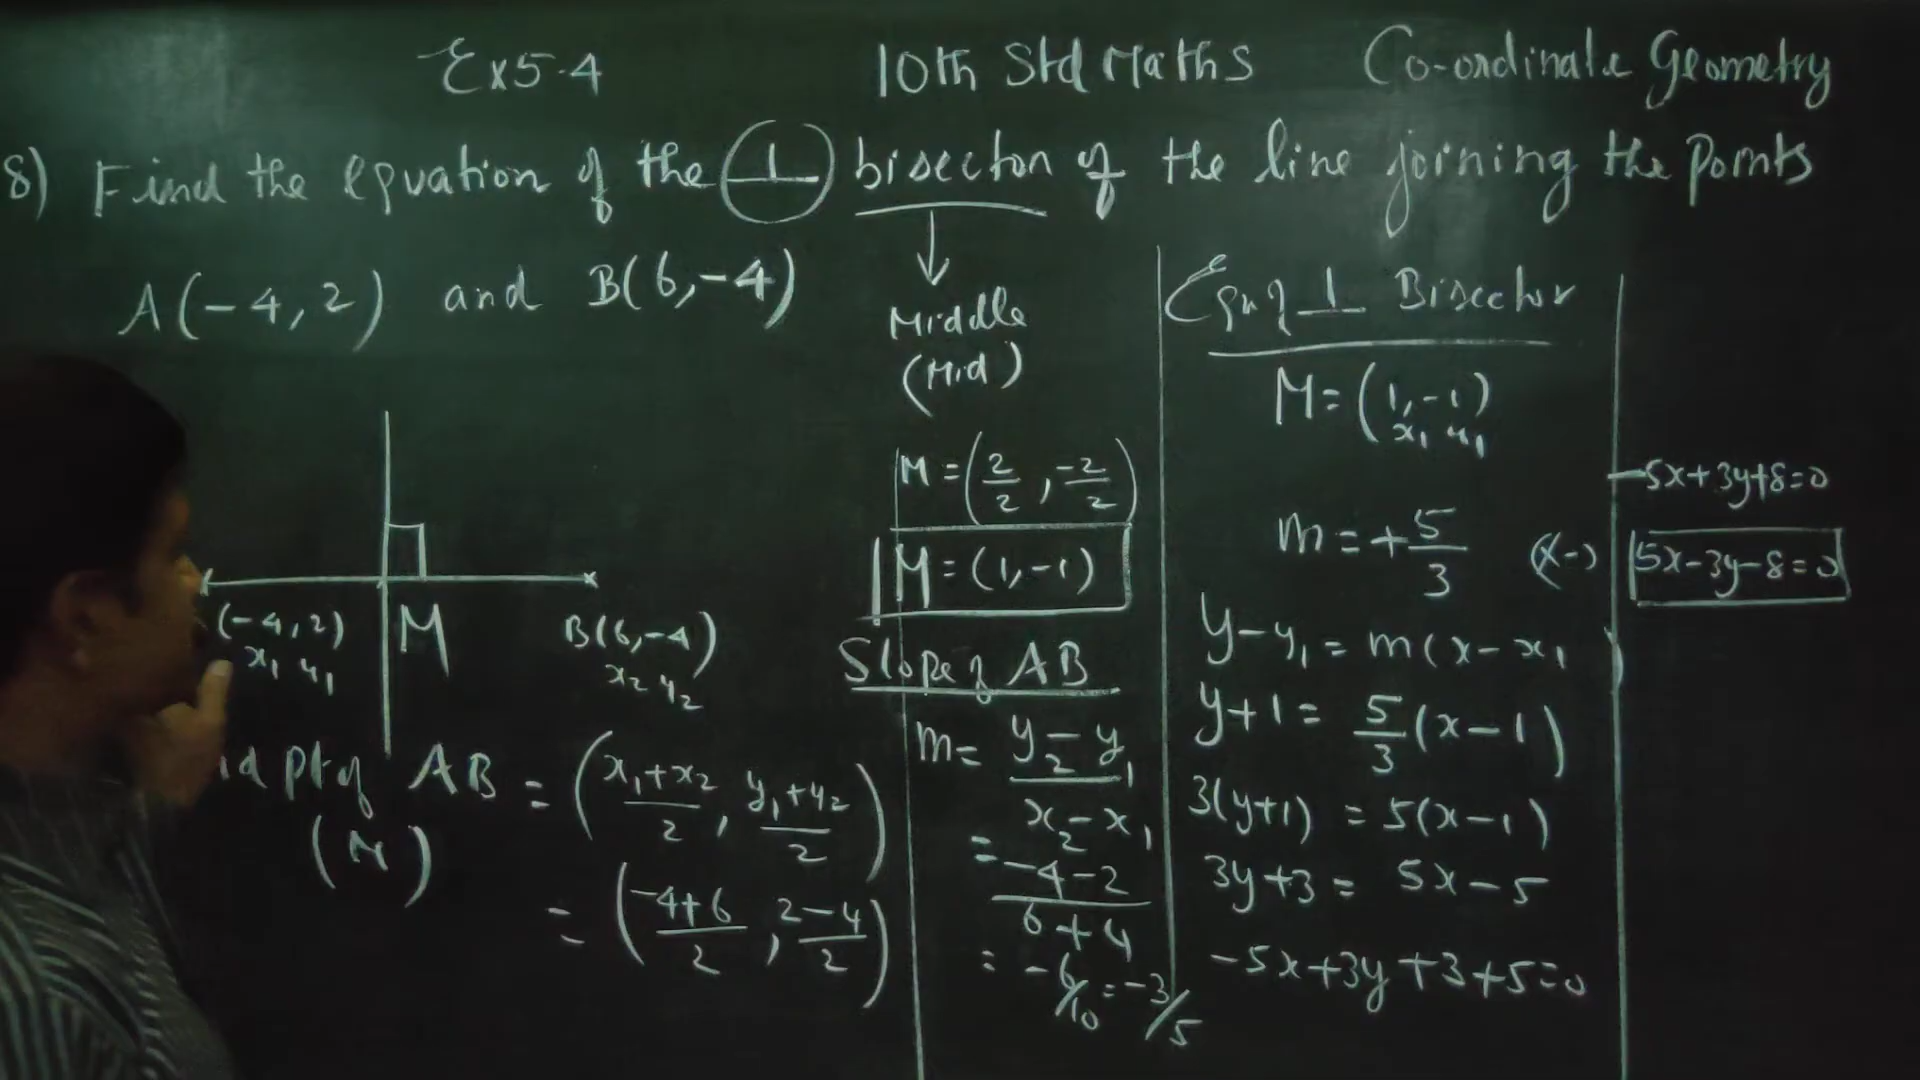 Ex5.4 10th Std Maths Co-ordinate Geometry
8) Find the equation of the ⊥ bisector of the line joining the points
A(-4,2) and B(6,-4)
Middle
(Mid)
(-4,2) M B(6,-4)
x₁ y₁ x₂ y₂
id pt of AB = (x₁+x₂/2, y₁+y₂/2)
(M)
= (-4+6/2, 2-4/2)
M = (2/2, -2/2)
M = (1,-1)
Slope of AB
m = y₂-y₁/x₂-x₁
= -4-2/6+4
= -6/10 = -3/5
Eqn of ⊥ Bisector
M = (1,-1)
x₁ y₁
m = +5/3
y-y₁ = m(x-x₁)
y+1 = 5/3(x-1)
3(y+1) = 5(x-1)
3y+3 = 5x-5
-5x+3y+3+5=0
-5x+3y+8=0
(x-) 5x-3y-8=0